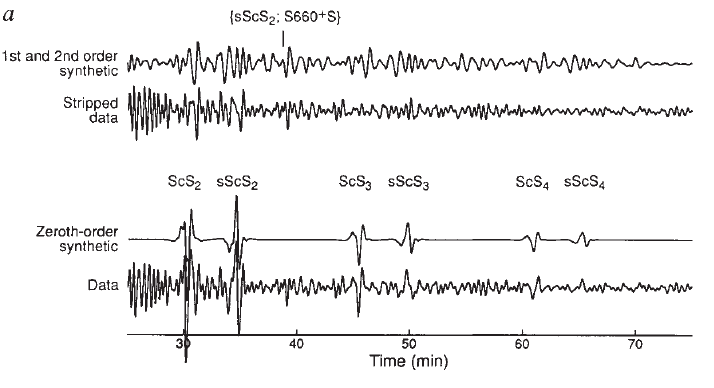 a
{sScS₂; S660⁺S}
1st and 2nd order
synthetic
Stripped
data
ScS₂ sScS₂ ScS₃ sScS₃ ScS₄ sScS₄
Zeroth-order
synthetic
Data
30 40 50 60 70
Time (min)